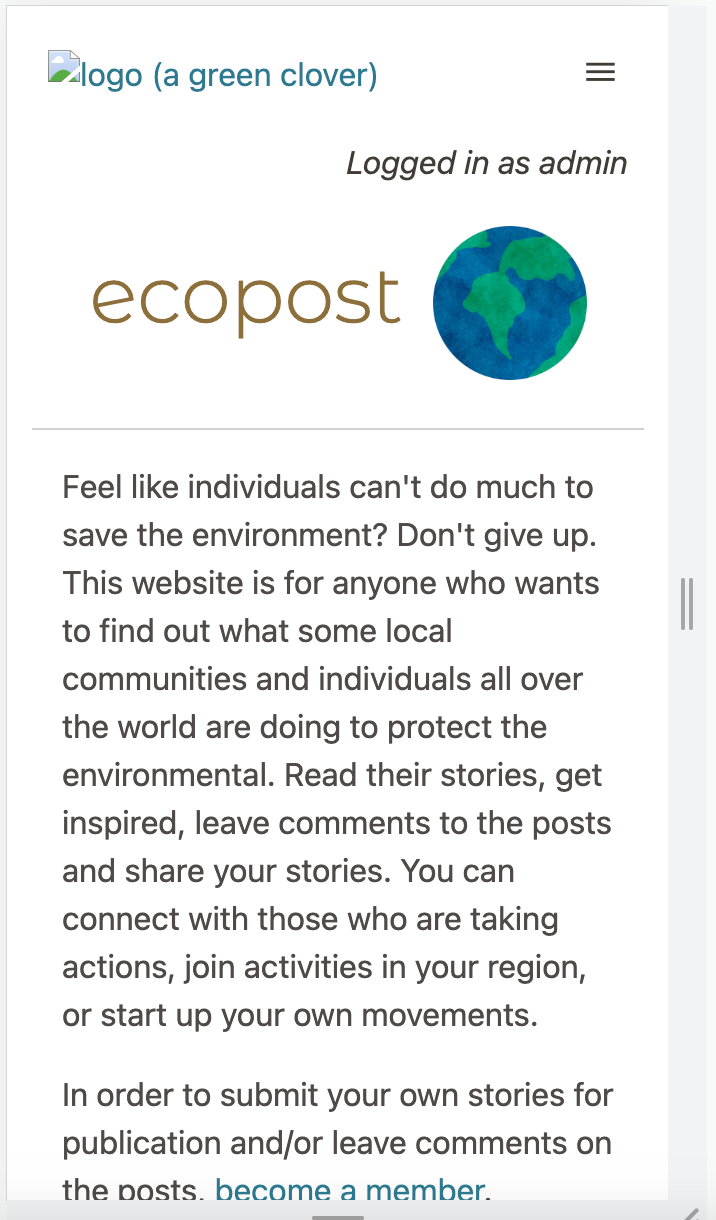 logo (a green clover)
Logged in as admin
ecopost
Feel like individuals can't do much to
save the environment? Don't give up.
This website is for anyone who wants
to find out what some local
communities and individuals all over
the world are doing to protect the
environmental. Read their stories, get
inspired, leave comments to the posts
and share your stories. You can
connect with those who are taking
actions, join activities in your region,
or start up your own movements.
In order to submit your own stories for
publication and/or leave comments on
the posts, become a member.